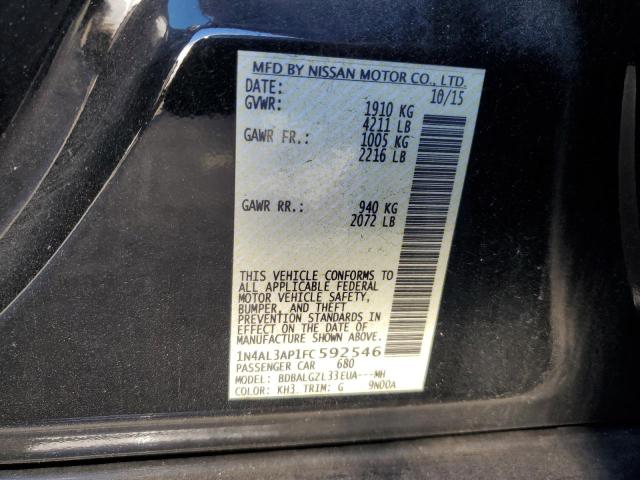 MFD BY NISSAN MOTOR CO., LTD.
DATE: 10/15
GVWR: 1910 KG
4211 LB
GAWR FR.: 1005 KG
2216 LB
GAWR RR.: 940 KG
2072 LB
THIS VEHICLE CONFORMS TO
ALL APPLICABLE FEDERAL
MOTOR VEHICLE SAFETY,
BUMPER, AND THEFT
PREVENTION STANDARDS IN
EFFECT ON THE DATE OF
MANUFACTURE SHOWN ABOVE.
1N4AL3AP1FC592546
PASSENGER CAR 680
MODEL: BDBALGZL33EUA---MH
COLOR: KH3 TRIM: G 9N00A